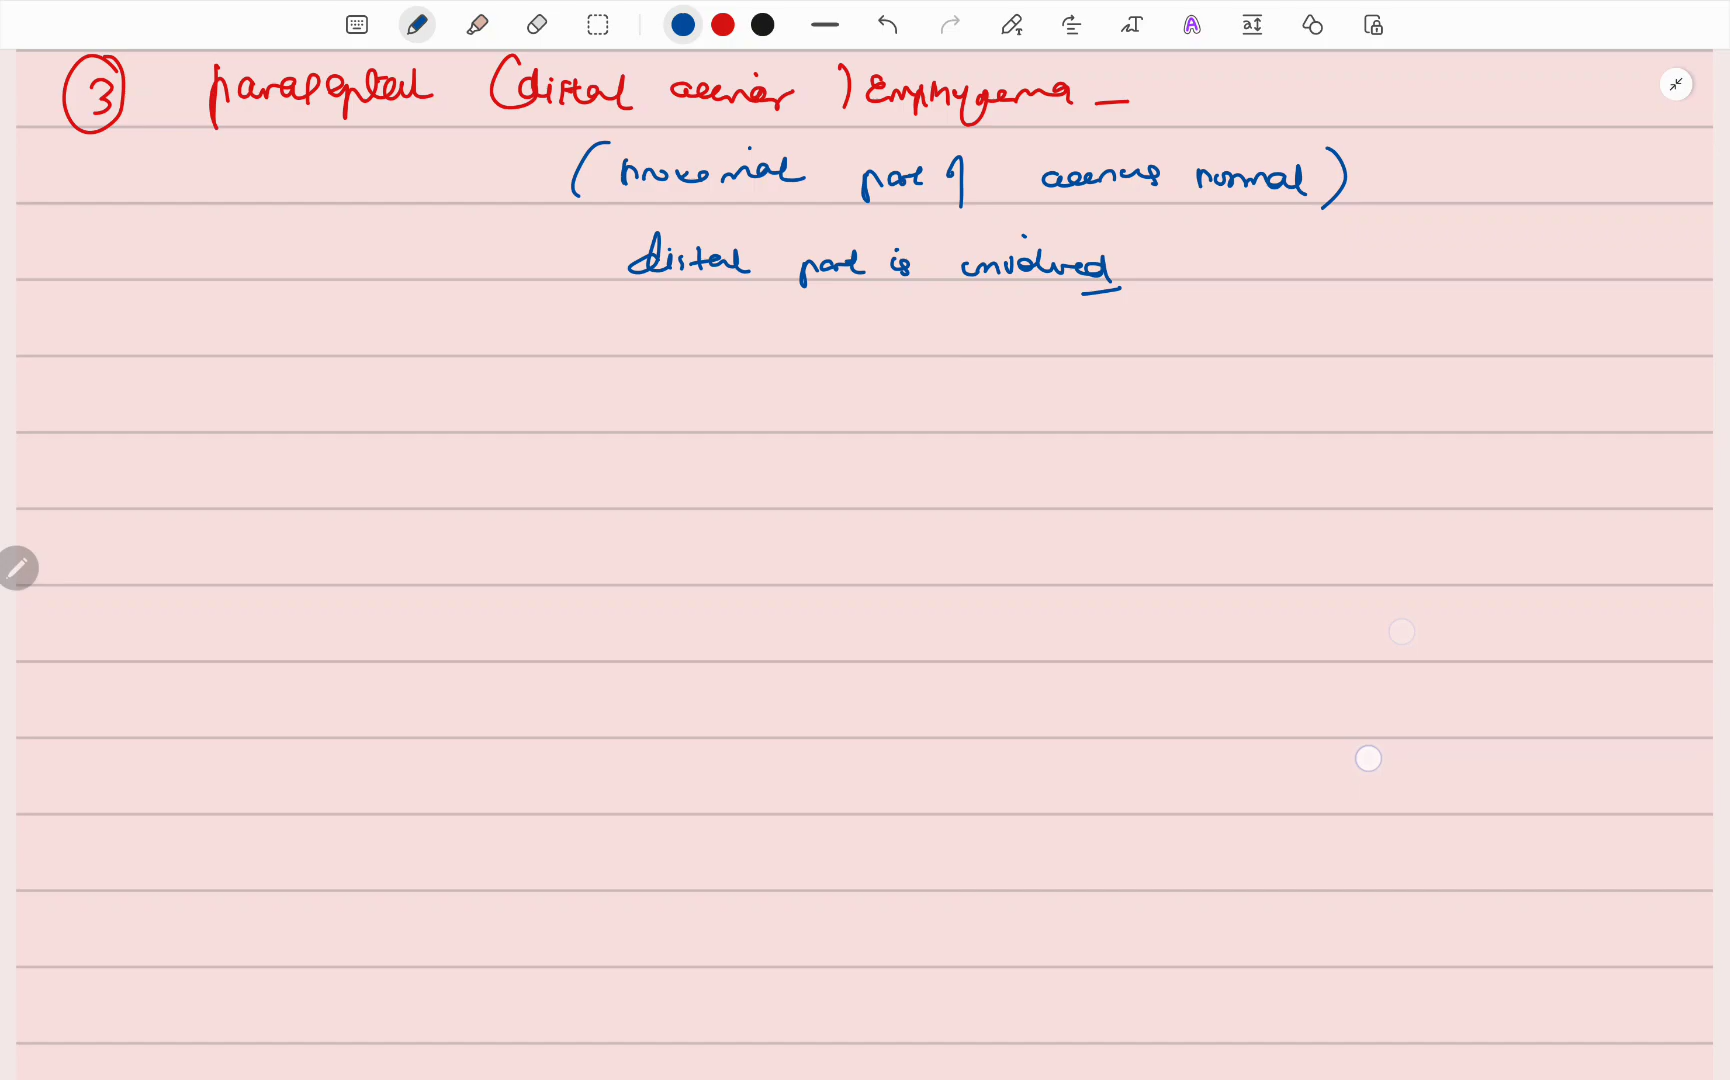 ③ paraseptal (distal acinar) Emphysema –
(proximal part of acinus normal)
distal part is involved